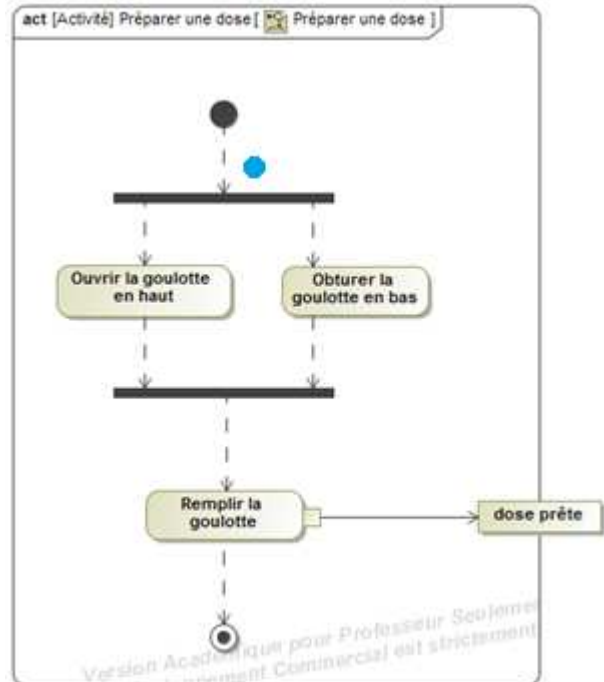 act [Activité] Préparer une dose [ Préparer une dose ]
Ouvrir la goulotte
en haut
Obturer la
goulotte en bas
Remplir la
goulotte
dose prête
Version Académique pour Professeur Seulement
Commercial est strictement